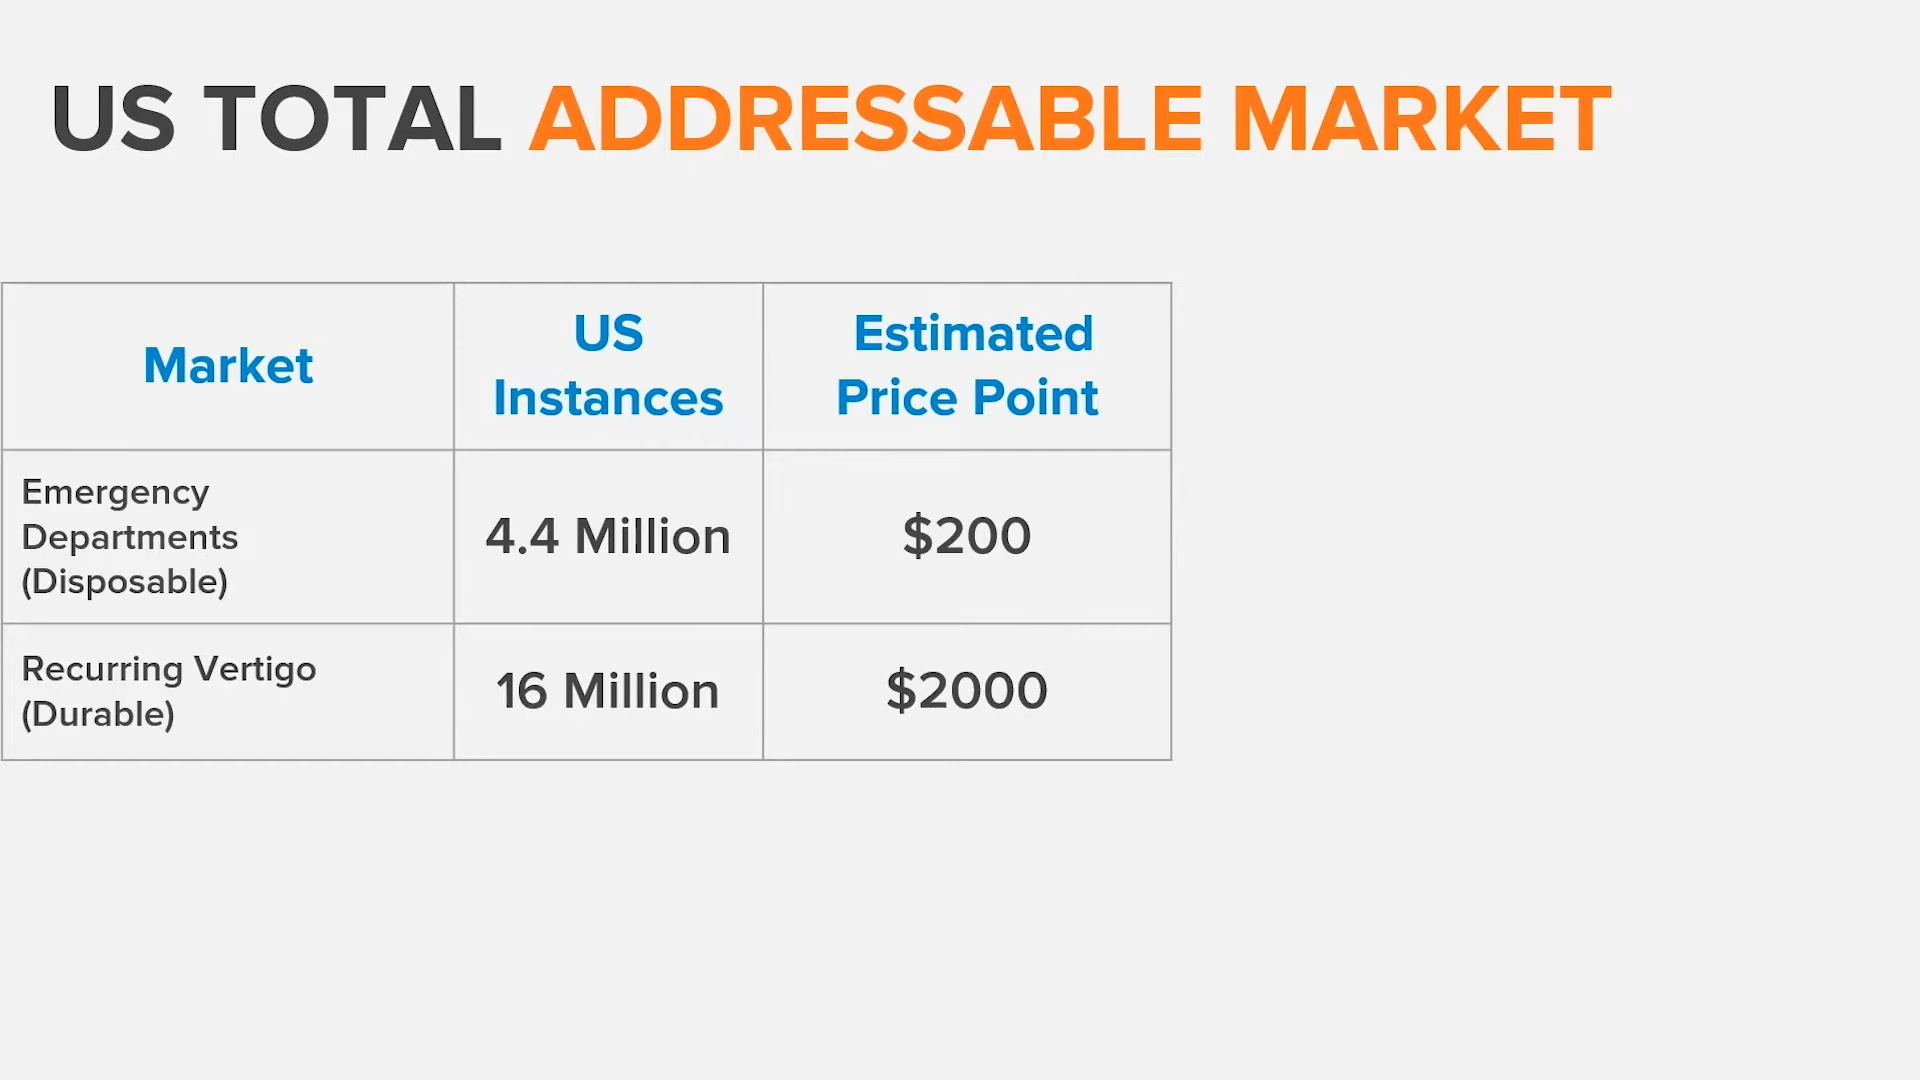 US TOTAL ADDRESSABLE MARKET
Market
US
Instances
Estimated
Price Point
Emergency
Departments
(Disposable)
4.4 Million
$200
Recurring Vertigo
(Durable)
16 Million
$2000